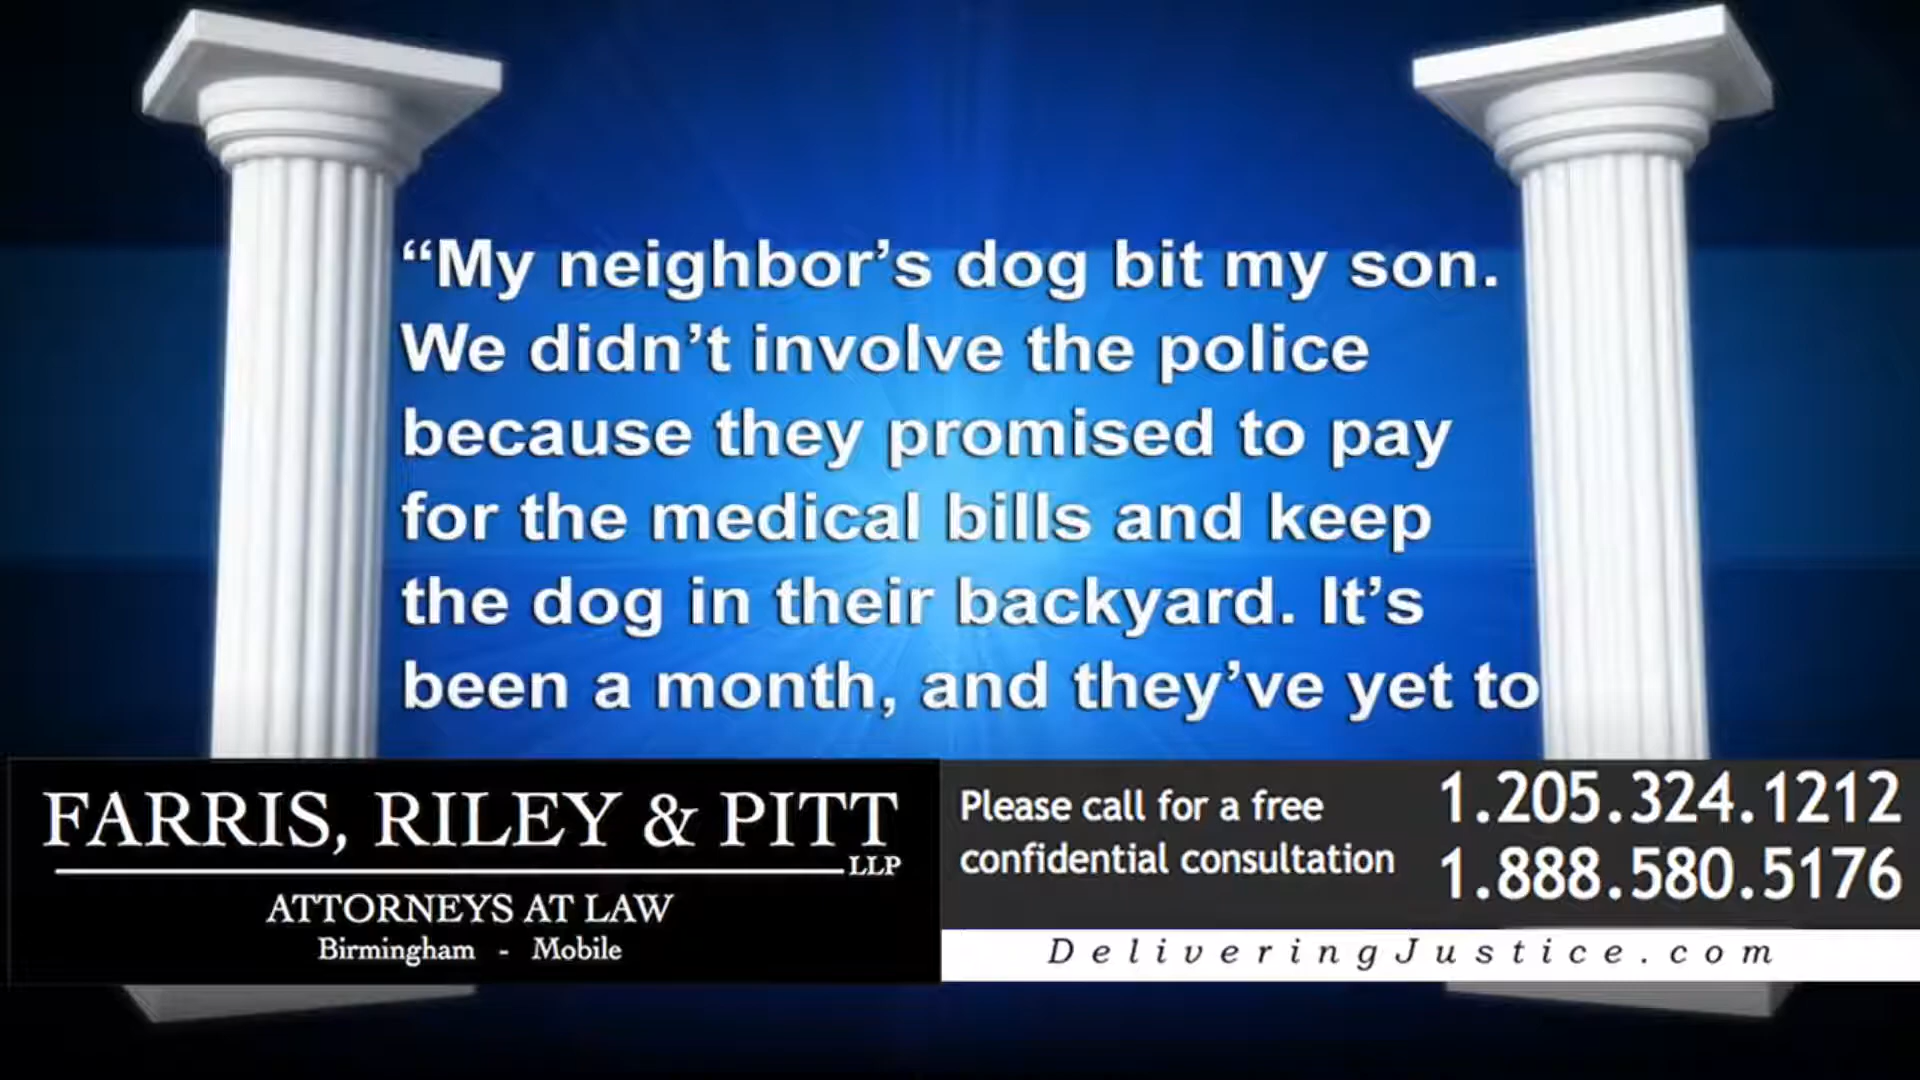 “My neighbor’s dog bit my son.
We didn’t involve the police
because they promised to pay
for the medical bills and keep
the dog in their backyard. It’s
been a month, and they’ve yet to
FARRIS, RILEY & PITT
LLP
ATTORNEYS AT LAW
Birmingham - Mobile
Please call for a free
confidential consultation
1.205.324.1212
1.888.580.5176
DeliveringJustice.com